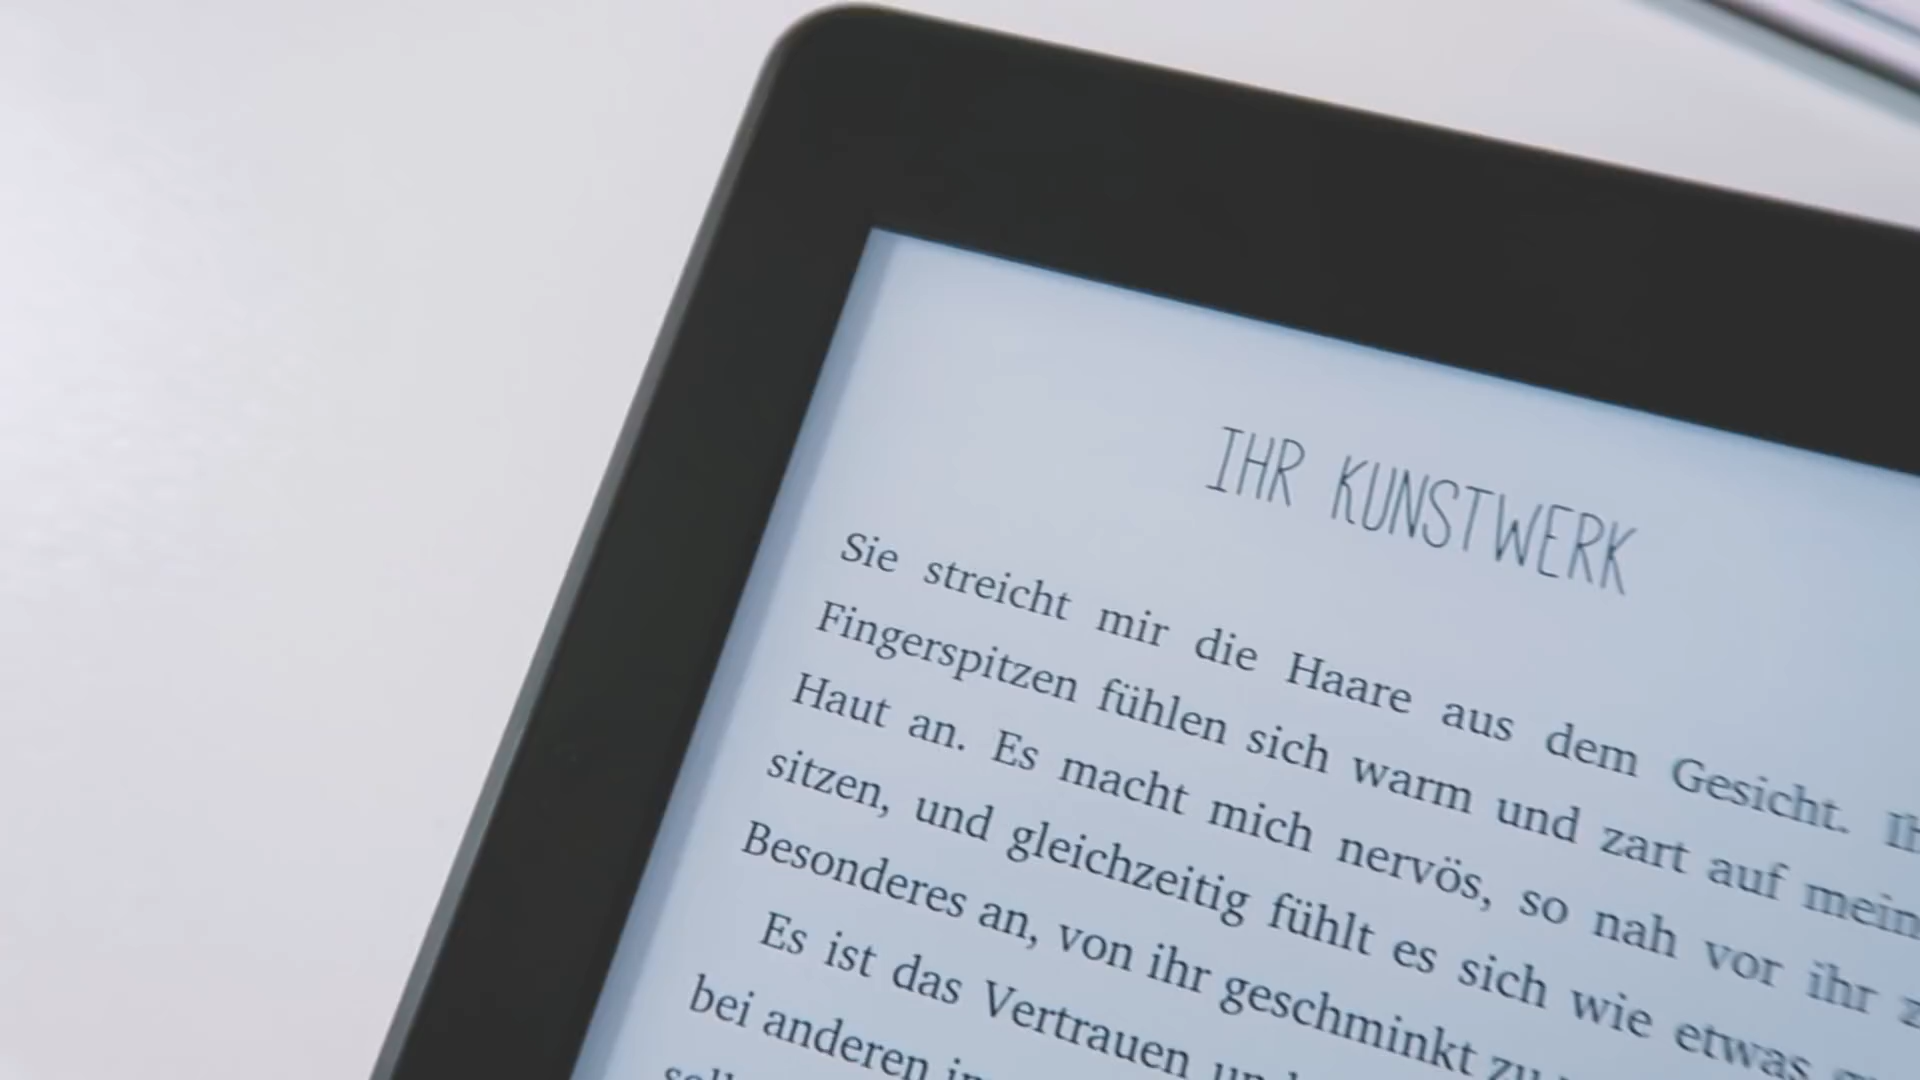 IHR KUNSTWERK
Sie streicht mir die Haare aus dem Gesicht.
Fingerspitzen fühlen sich warm und zart auf
Haut an. Es macht mich nervös, so nah vor ihr
sitzen, und gleichzeitig fühlt es sich wie etwas
Besonderes an, von ihr geschminkt zu
Es ist das Vertrauen
bei anderen